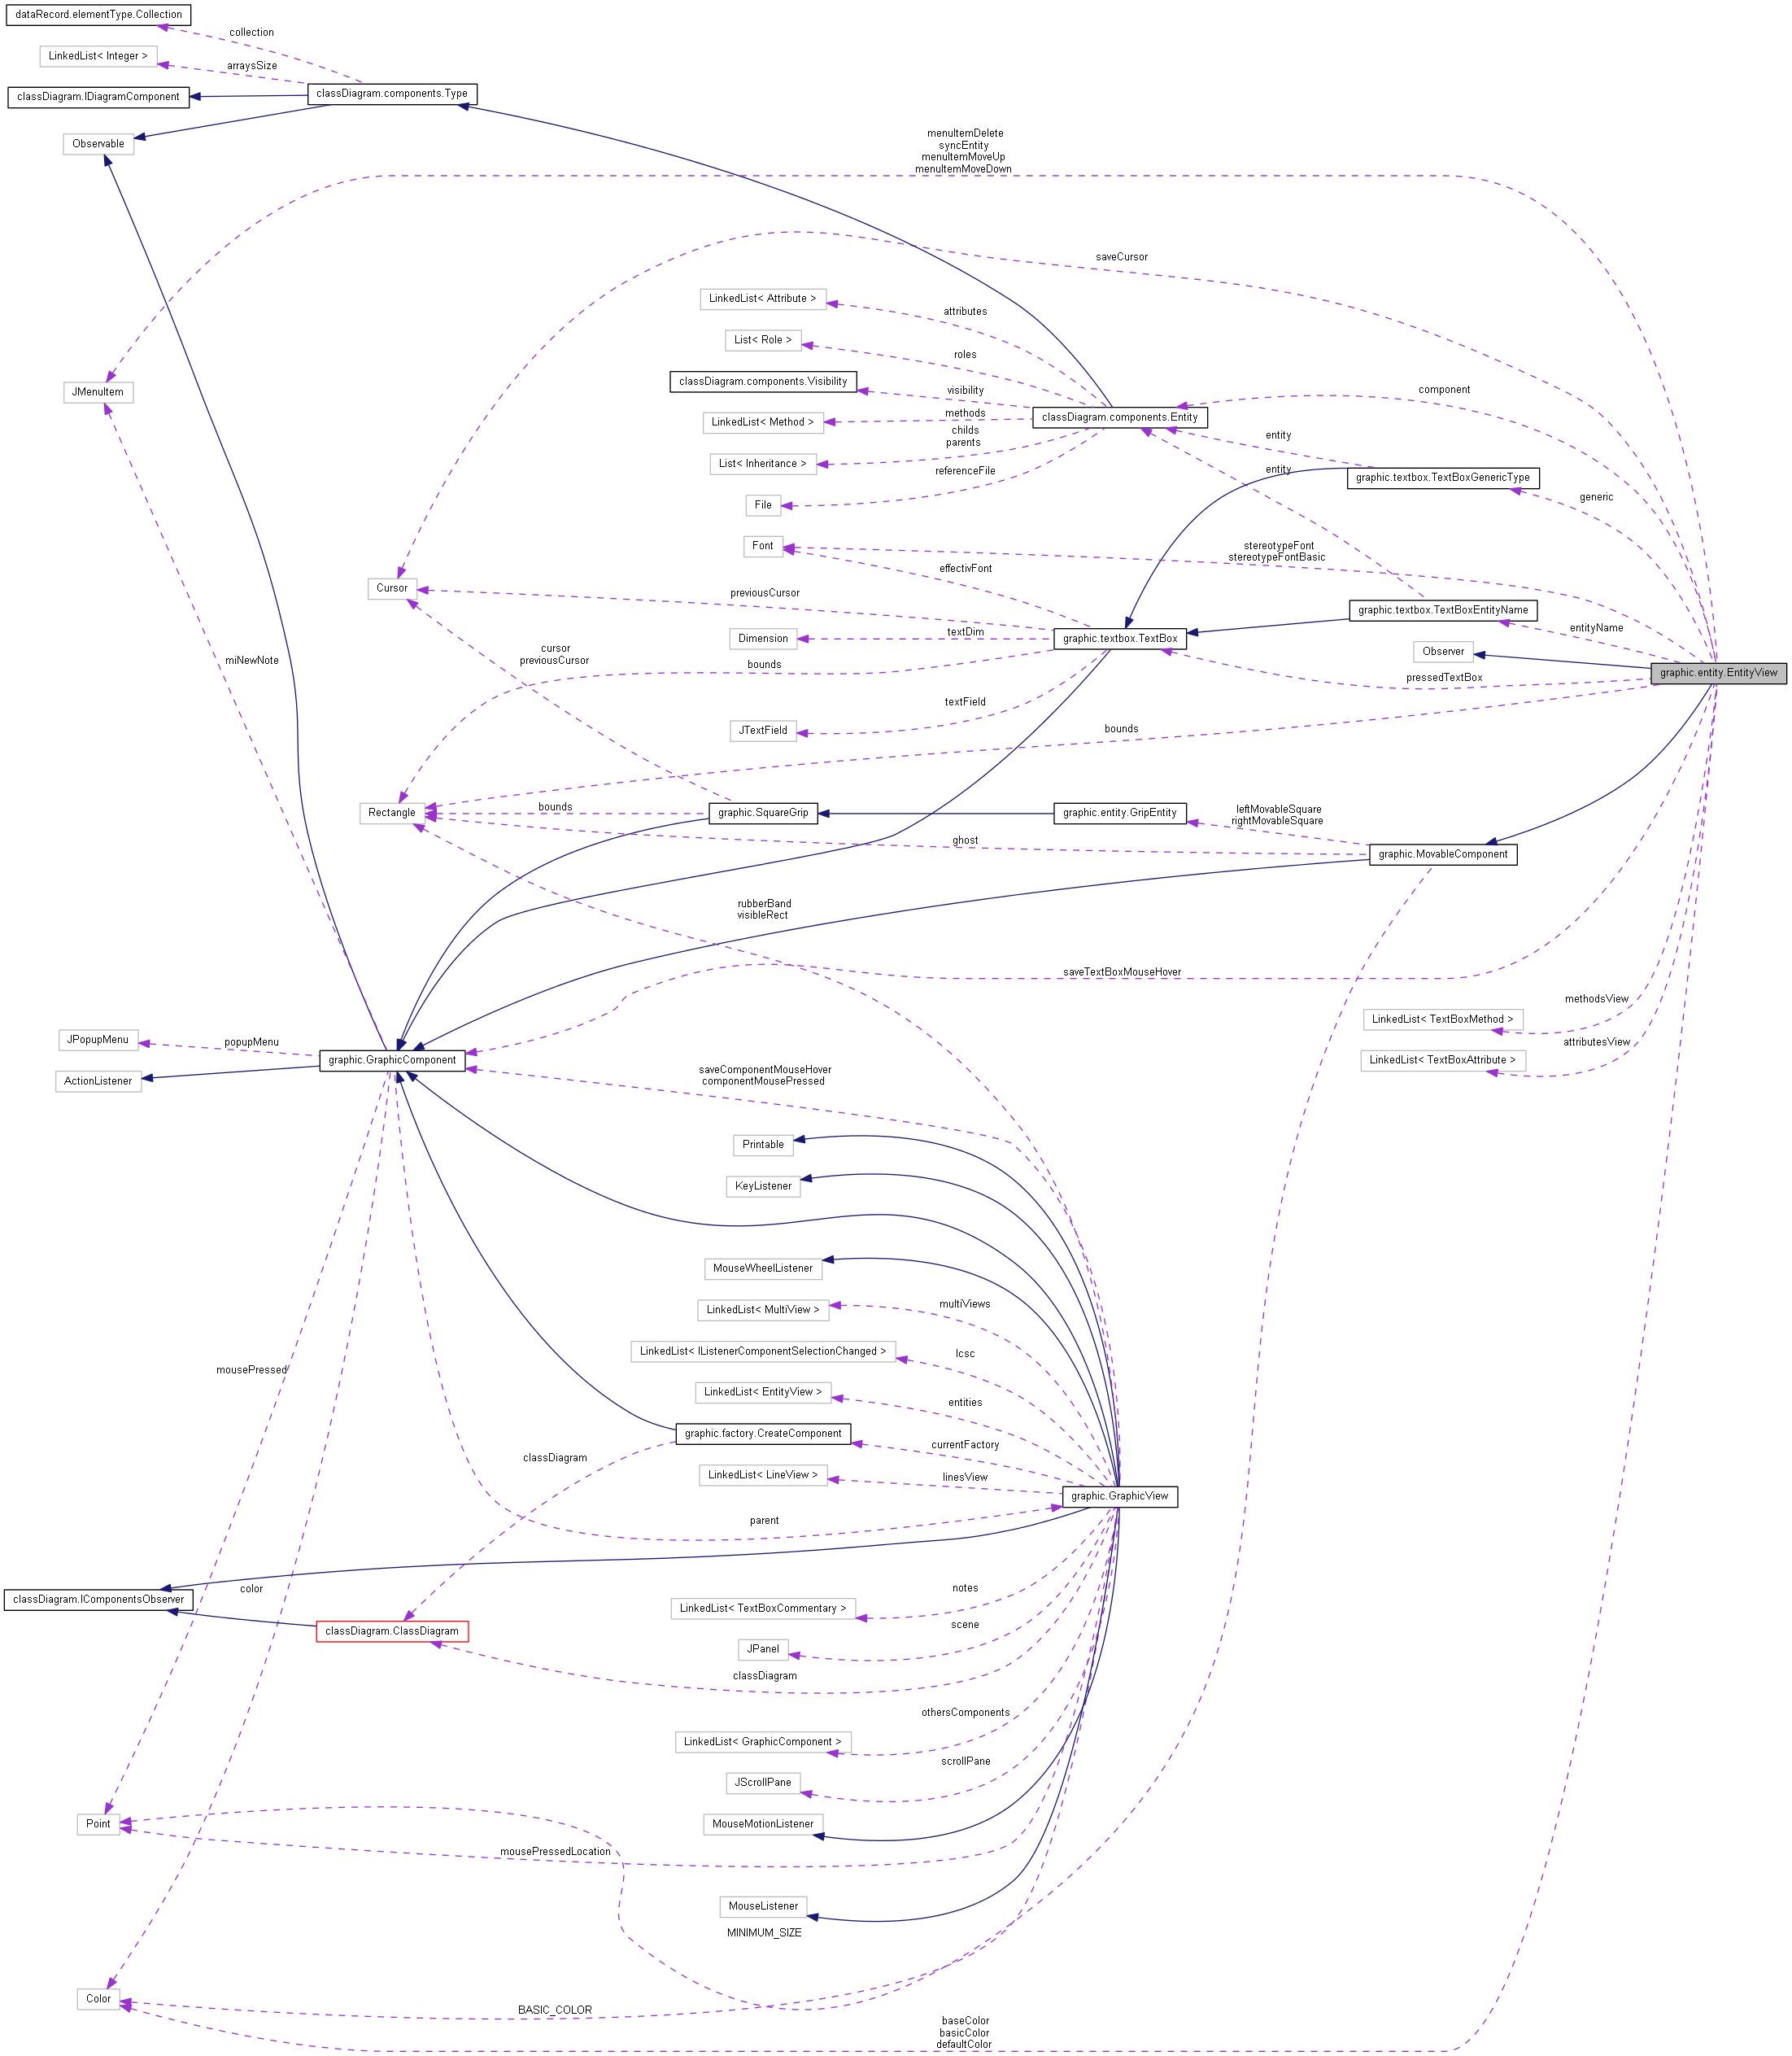 dataRecord.elementType.Collection
collection
LinkedList< Integer >
arraysSize
classDiagram.IDiagramComponent
classDiagram.components.Type
Observable
menuItemDelete
syncEntity
menuItemMoveUp
menuItemMoveDown
saveCursor
LinkedList< Attribute >
attributes
List< Role >
roles
JMenuItem
classDiagram.components.Visibility
visibility
component
LinkedList< Method >
methods
classDiagram.components.Entity
childs
parents
entity
List< Inheritance >
referenceFile
entity
graphic.textbox.TextBoxGenericType
generic
File
Font
stereotypeFont
stereotypeFontBasic
effectivFont
Cursor
previousCursor
graphic.textbox.TextBoxEntityName
entityName
Dimension
textDim
graphic.textbox.TextBox
Observer
cursor
previousCursor
miNewNote
bounds
pressedTextBox
graphic.entity.EntityView
textField
JTextField
bounds
Rectangle
bounds
graphic.SquareGrip
graphic.entity.GripEntity
leftMovableSquare
rightMovableSquare
ghost
graphic.MovableComponent
rubberBand
visibleRect
saveTextBoxMouseHover
methodsView
LinkedList< TextBoxMethod >
JPopupMenu
popupMenu
graphic.GraphicComponent
attributesView
LinkedList< TextBoxAttribute >
ActionListener
saveComponentMouseHover
componentMousePressed
Printable
KeyListener
MouseWheelListener
LinkedList< MultiView >
multiViews
LinkedList< IListenerComponentSelectionChanged >
lcsc
mousePressed
LinkedList< EntityView >
entities
graphic.factory.CreateComponent
currentFactory
classDiagram
LinkedList< LineView >
linesView
graphic.GraphicView
parent
color
classDiagram.IComponentsObserver
notes
LinkedList< TextBoxCommentary >
classDiagram.ClassDiagram
scene
JPanel
classDiagram
othersComponents
LinkedList< GraphicComponent >
scrollPane
JScrollPane
Point
MouseMotionListener
mousePressedLocation
MouseListener
MINIMUM_SIZE
Color
BASIC_COLOR
baseColor
basicColor
defaultColor